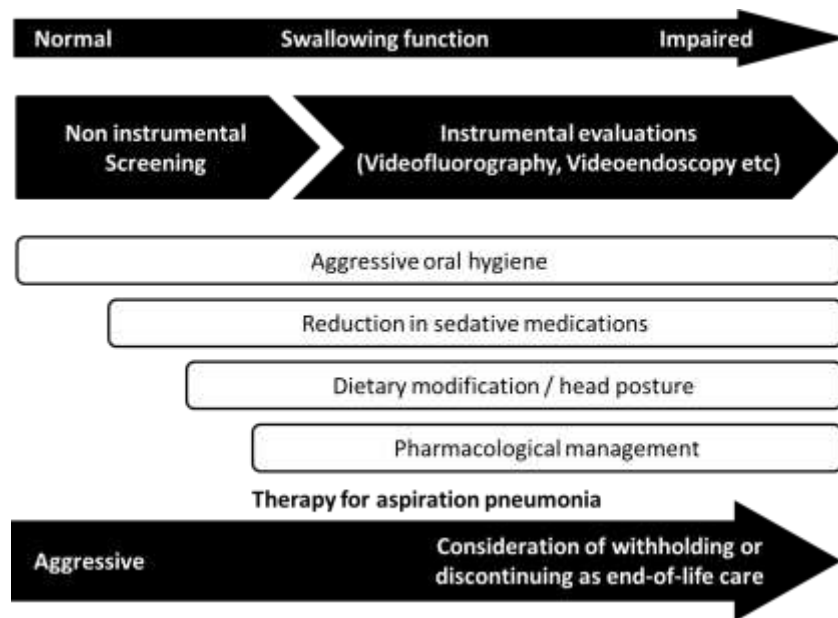 Normal Swallowing function Impaired
Non instrumental
Screening
Instrumental evaluations
(Videofluorography, Videoendoscopy etc)
Aggressive oral hygiene
Reduction in sedative medications
Dietary modification / head posture
Pharmacological management
Therapy for aspiration pneumonia
Aggressive
Consideration of withholding or
discontinuing as end-of-life care